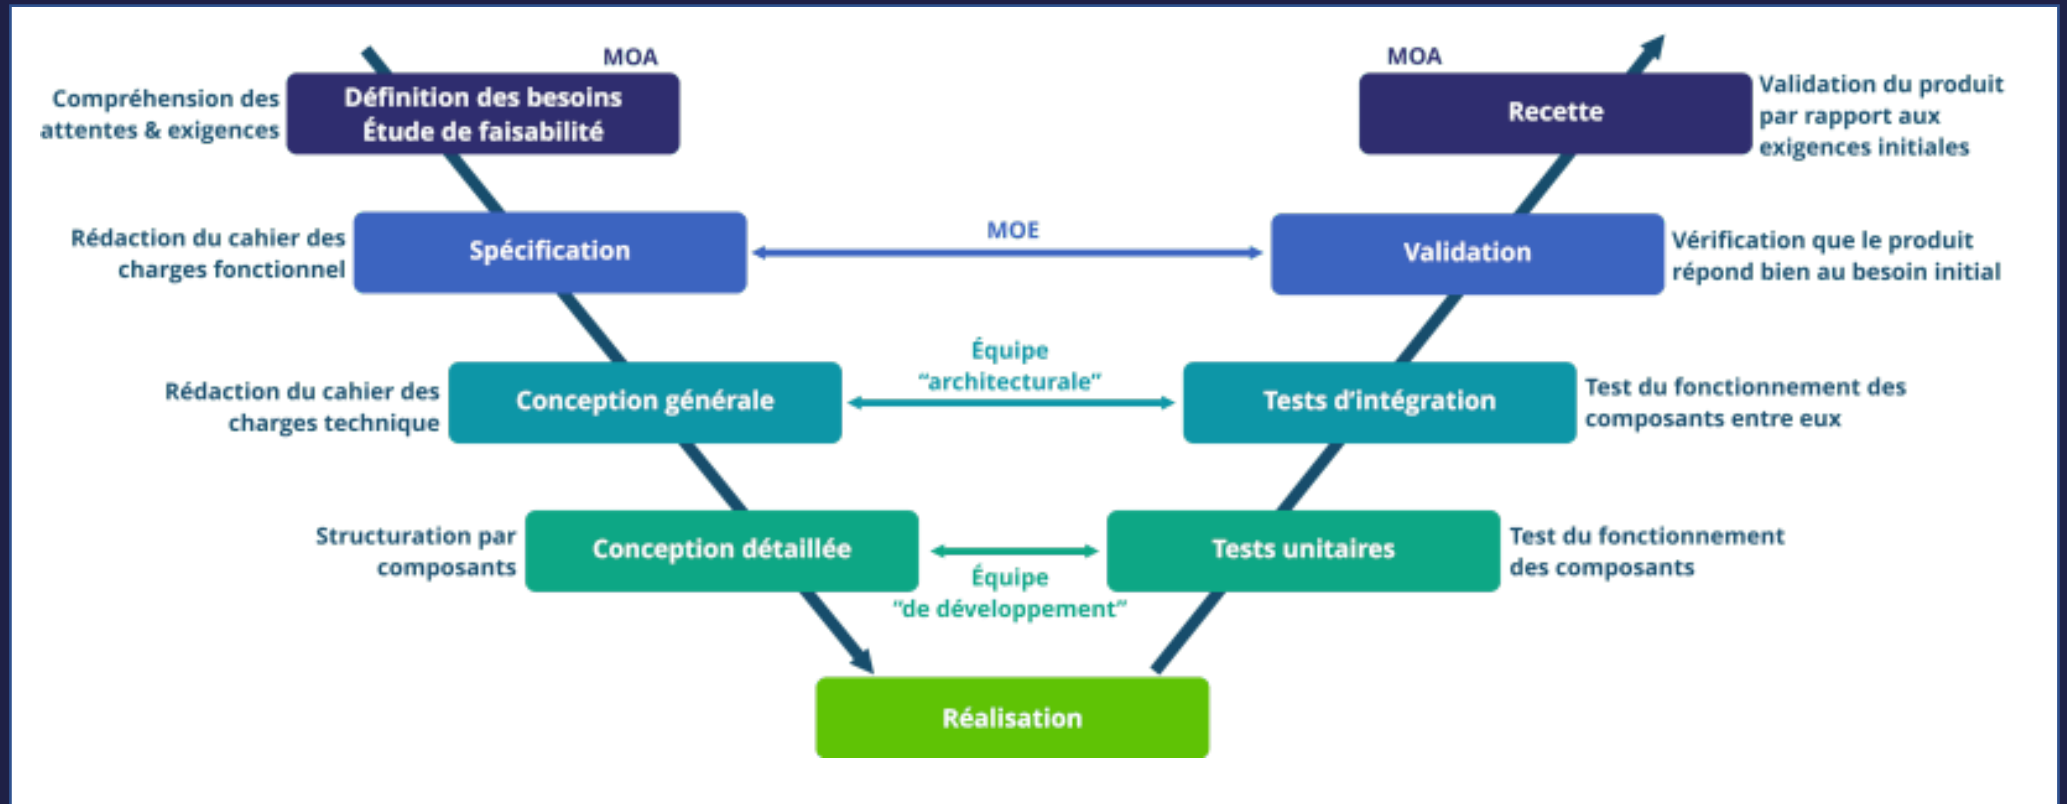 MOA
MOA
Compréhension des
attentes & exigences
Définition des besoins
Étude de faisabilité
Recette
Validation du produit
par rapport aux
exigences initiales
Rédaction du cahier des
charges fonctionnel
Spécification
MOE
Validation
Vérification que le produit
répond bien au besoin initial
Rédaction du cahier des
charges technique
Conception générale
Équipe
“architecturale”
Tests d’intégration
Test du fonctionnement des
composants entre eux
Structuration par
composants
Conception détaillée
Équipe
“de développement”
Tests unitaires
Test du fonctionnement
des composants
Réalisation